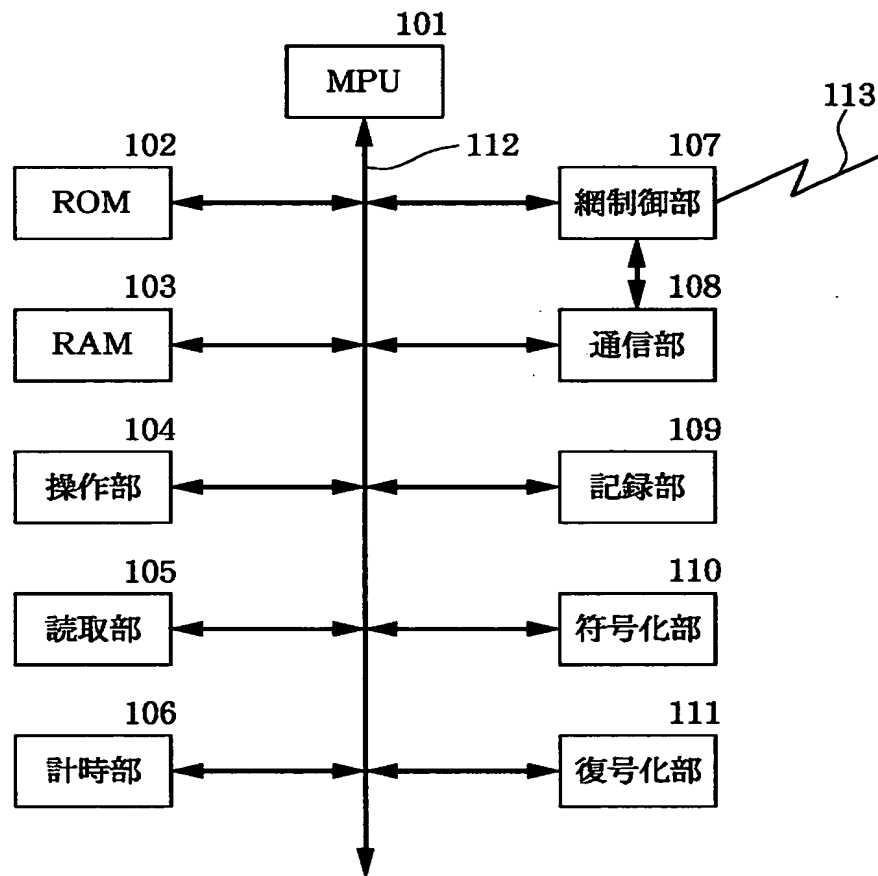 101
MPU
113
102
112
107
ROM
網制御部
103
108
RAM
通信部
104
109
操作部
記録部
105
110
読取部
符号化部
106
111
計時部
復号化部